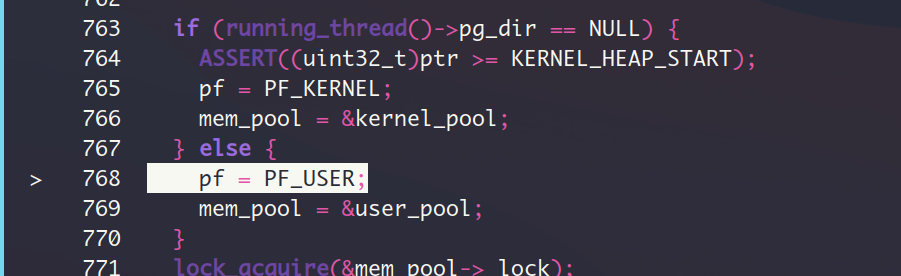 762
763 if (running_thread()->pg_dir == NULL) {
764 ASSERT((uint32_t)ptr >= KERNEL_HEAP_START);
765 pf = PF_KERNEL;
766 mem_pool = &kernel_pool;
767 } else {
> 768 pf = PF_USER;
769 mem_pool = &user_pool;
770 }
771 lock_acquire(&mem_pool->_lock);